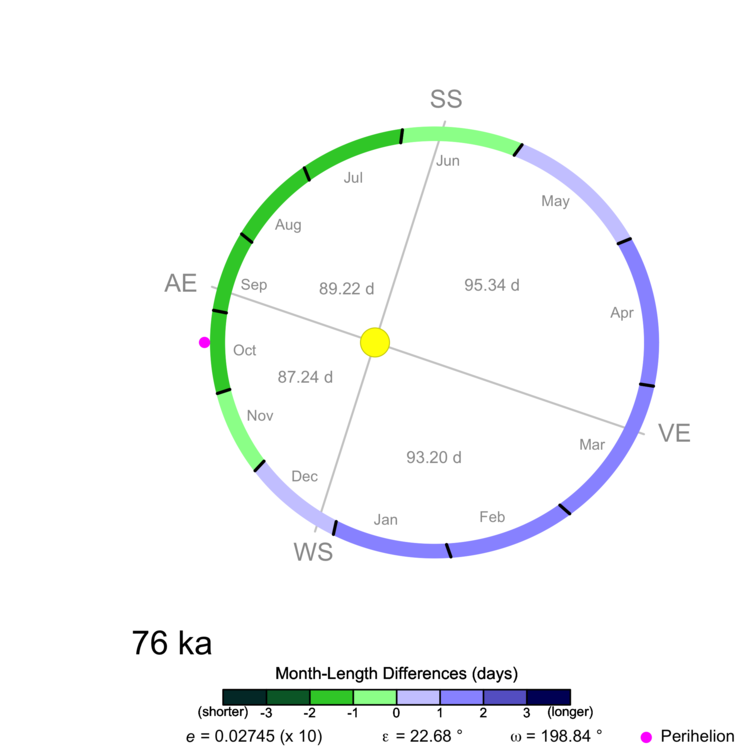 SS
Jun
May
Jul
Aug
AE
Sep
89.22 d
95.34 d
Apr
Oct
87.24 d
Nov
VE
Mar
93.20 d
Dec
Jan
Feb
WS
76 ka
Month-Length Differences (days)
(shorter) -3 -2 -1 0 1 2 3 (longer)
e = 0.02745 (x 10) ε = 22.68 ° ω = 198.84 ° Perihelion